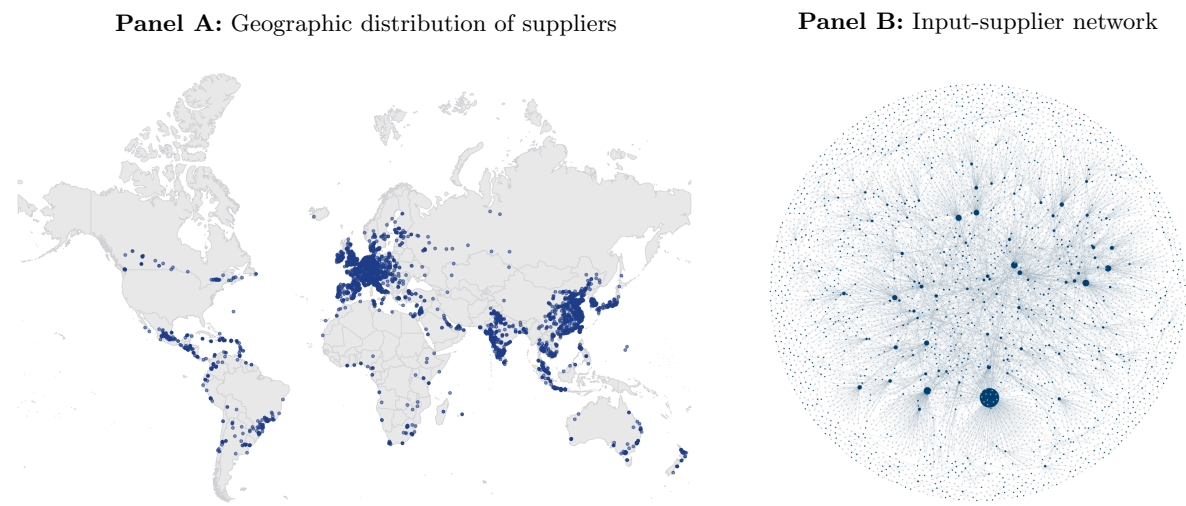 Panel A: Geographic distribution of suppliers
Panel B: Input-supplier network